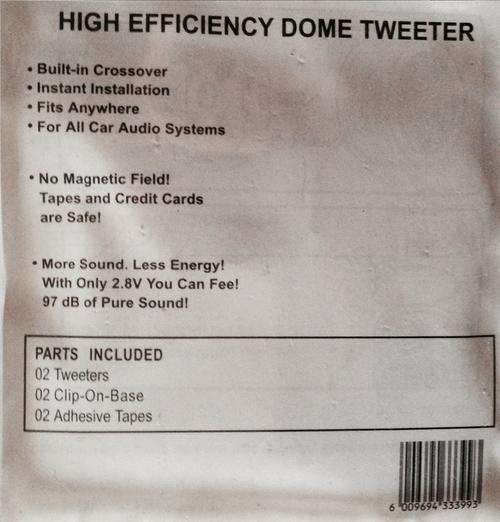 HIGH EFFICIENCY DOME TWEETER
• Built-in Crossover
• Instant Installation
• Fits Anywhere
• For All Car Audio Systems
• No Magnetic Field!
Tapes and Credit Cards
are Safe!
• More Sound. Less Energy!
With Only 2.8V You Can Fee!
97 dB of Pure Sound!
PARTS INCLUDED
02 Tweeters
02 Clip-On-Base
02 Adhesive Tapes
6 009694 333993